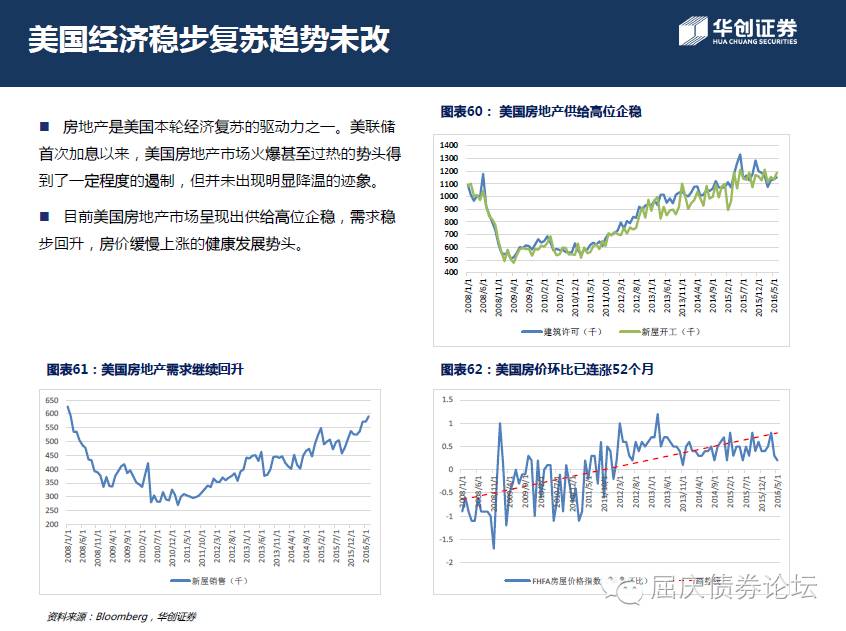 美国经济稳步复苏趋势未改
华创证券
HUA CHUANG SECURITIES
■ 房地产是美国本轮经济复苏的驱动力之一。美联储
首次加息以来，美国房地产市场火爆甚至过热的势头得
到了一定程度的遏制，但并未出现明显降温的迹象。
■ 目前美国房地产市场呈现出供给高位企稳，需求稳
步回升，房价缓慢上涨的健康发展势头。
图表60： 美国房地产供给高位企稳
1400
1300
1200
1100
1000
900
800
700
600
500
400
2008/1/1 2008/6/1 2008/11/1 2009/4/1 2009/9/1 2010/2/1 2010/7/1 2010/12/1 2011/5/1 2011/10/1 2012/3/1 2012/8/1 2013/1/1 2013/6/1 2013/11/1 2014/4/1 2014/9/1 2015/2/1 2015/7/1 2015/12/1 2016/5/1
建筑许可（千） 新屋开工（千）
图表61：美国房地产需求继续回升
650
600
550
500
450
400
350
300
250
200
2008/1/1 2008/6/1 2008/11/1 2009/4/1 2009/9/1 2010/2/1 2010/7/1 2010/12/1 2011/5/1 2011/10/1 2012/3/1 2012/8/1 2013/1/1 2013/6/1 2013/11/1 2014/4/1 2014/9/1 2015/2/1 2015/7/1 2015/12/1 2016/5/1
新屋销售（千）
图表62：美国房价环比已连涨52个月
1.5
1
0.5
0
-0.5
-1
-1.5
-2
2008/1/1 2008/6/1 2008/11/1 2009/4/1 2009/9/1 2010/2/1 2010/7/1 2010/12/1 2011/5/1 2011/10/1 2012/3/1 2012/8/1 2013/1/1 2013/6/1 2013/11/1 2014/4/1 2014/9/1 2015/2/1 2015/7/1 2015/12/1 2016/5/1
FHFA房屋价格指数
屈庆债券论坛
资料来源：Bloomberg，华创证券